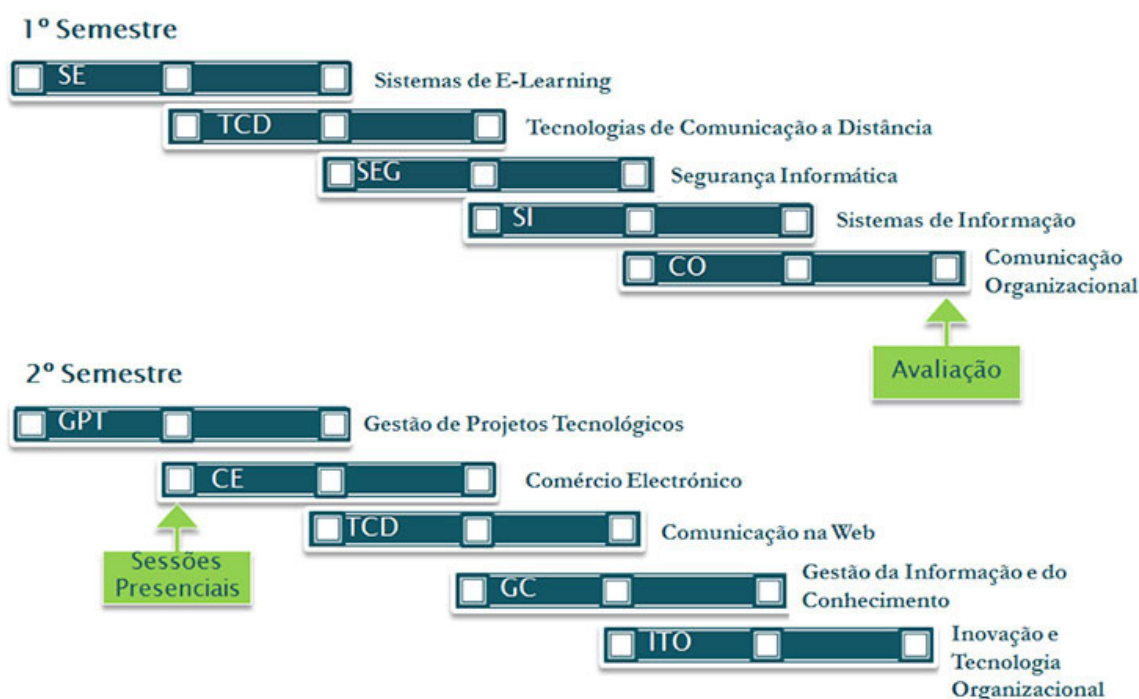 1º Semestre
SE
Sistemas de E-Learning
TCD
Tecnologias de Comunicação a Distância
SEG
Segurança Informática
SI
Sistemas de Informação
CO
Comunicação
Organizacional
Avaliação
2º Semestre
GPT
Gestão de Projetos Tecnológicos
CE
Comércio Electrónico
TCD
Comunicação na Web
Sessões
Presenciais
GC
Gestão da Informação e do
Conhecimento
ITO
Inovação e
Tecnologia
Organizacional